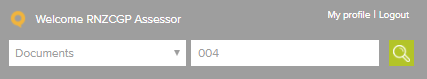 Welcome RNZCGP Assessor
My profile | Logout
Documents
004